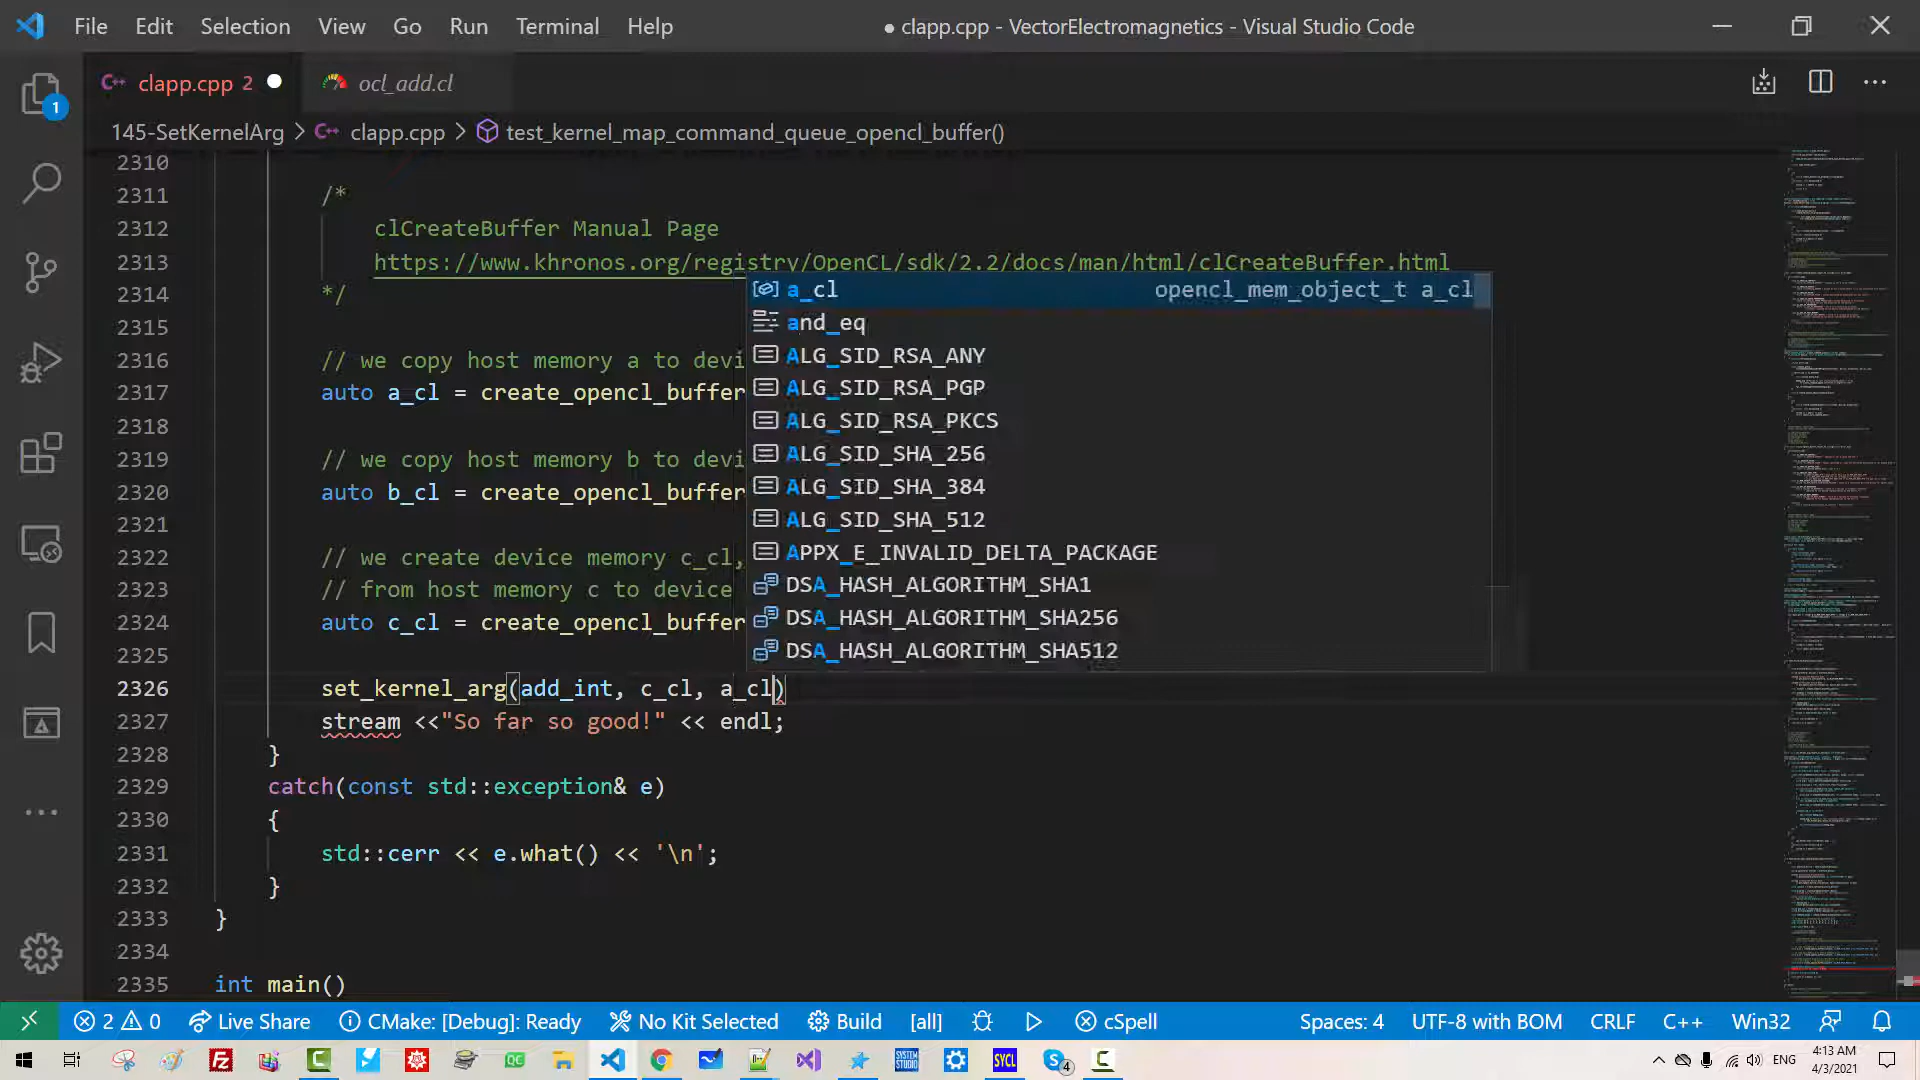 File Edit Selection View Go Run Terminal Help
● clapp.cpp - VectorElectromagnetics - Visual Studio Code
clapp.cpp 2
ocl_add.cl
145-SetKernelArg > clapp.cpp > test_kernel_map_command_queue_opencl_buffer()
2310
2311 /*
2312 clCreateBuffer Manual Page
2313 https://www.khronos.org/registry/OpenCL/sdk/2.2/docs/man/html/clCreateBuffer.html
2314 */
2315
2316 // we copy host memory a to devi
2317 auto a_cl = create_opencl_buffer
2318
2319 // we copy host memory b to devi
2320 auto b_cl = create_opencl_buffer
2321
2322 // we create device memory c_cl,
2323 // from host memory c to device
2324 auto c_cl = create_opencl_buffer
2325
2326 set_kernel_arg(add_int, c_cl, a_cl)
2327 stream <<"So far so good!" << endl;
2328 }
2329 catch(const std::exception& e)
2330 {
2331 std::cerr << e.what() << '\n';
2332 }
2333 }
2334
2335 int main()
a_cl opencl_mem_object_t a_cl
and_eq
ALG_SID_RSA_ANY
ALG_SID_RSA_PGP
ALG_SID_RSA_PKCS
ALG_SID_SHA_256
ALG_SID_SHA_384
ALG_SID_SHA_512
APPX_E_INVALID_DELTA_PACKAGE
DSA_HASH_ALGORITHM_SHA1
DSA_HASH_ALGORITHM_SHA256
DSA_HASH_ALGORITHM_SHA512
1
2 0 Live Share CMake: [Debug]: Ready No Kit Selected Build [all] cSpell Spaces: 4 UTF-8 with BOM CRLF C++ Win32
QC SYSTEM STUDIO SYCL 4 ENG 4:13 AM
4/3/2021